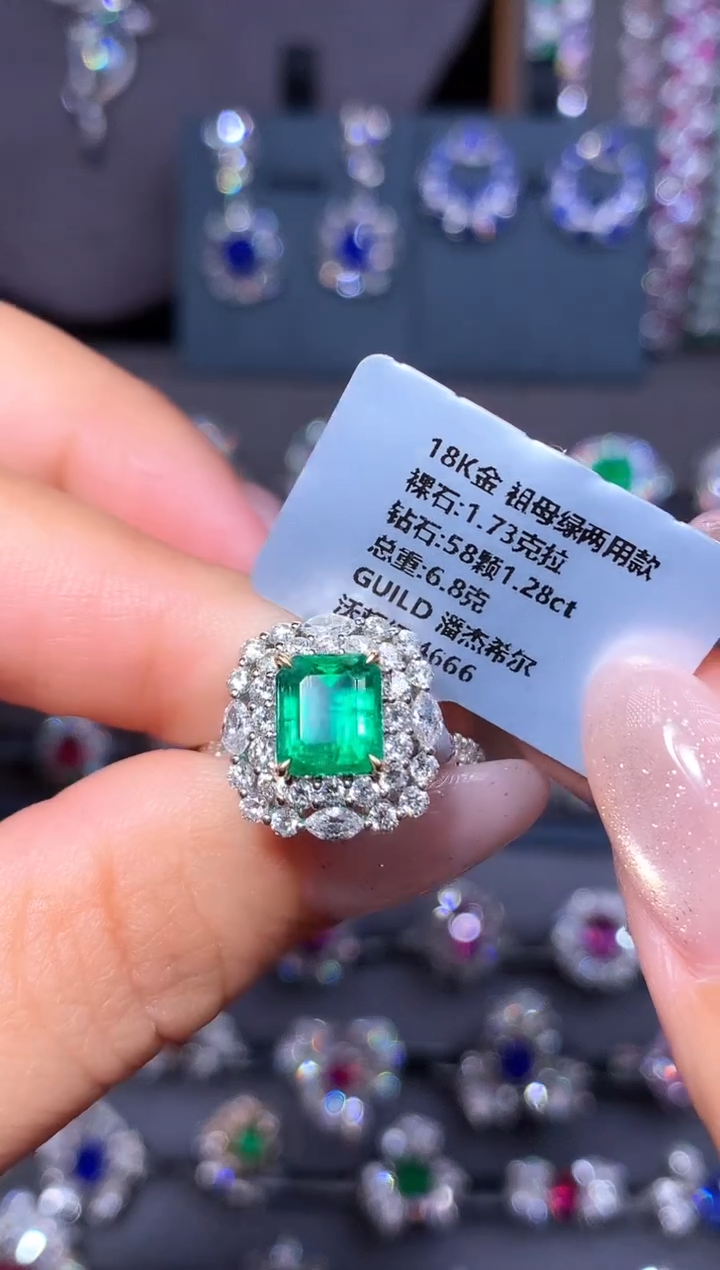 18K金 祖母绿两用款
裸石:1.73克拉
钻石:58颗1.28ct
总重:6.8克
GUILD 潘杰希尔
沃 4666